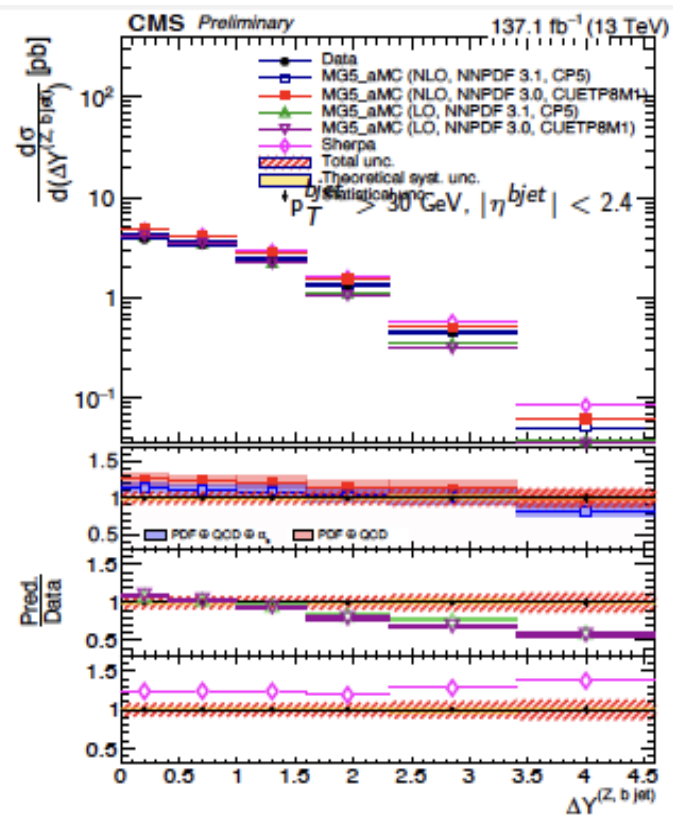 CMS Preliminary 137.1 fb⁻¹ (13 TeV)
dσ / d(ΔY^(Z, b jet)) [pb]
Data
MG5_aMC (NLO, NNPDF 3.1, CP5)
MG5_aMC (NLO, NNPDF 3.0, CUETP8M1)
MG5_aMC (LO, NNPDF 3.1, CP5)
MG5_aMC (LO, NNPDF 3.0, CUETP8M1)
Sherpa
Total unc.
Theoretical syst. unc.
Statistical unc.
p_T^bjet > 30 GeV, |η^bjet| < 2.4
10²
10
1
10⁻¹
1.5
1
0.5
PDF ⊕ QCD ⊕ α_s PDF ⊕ QCD
Pred.
Data
1.5
1
0.5
1.5
1
0.5
0 0.5 1 1.5 2 2.5 3 3.5 4 4.5
ΔY^(Z, b jet)